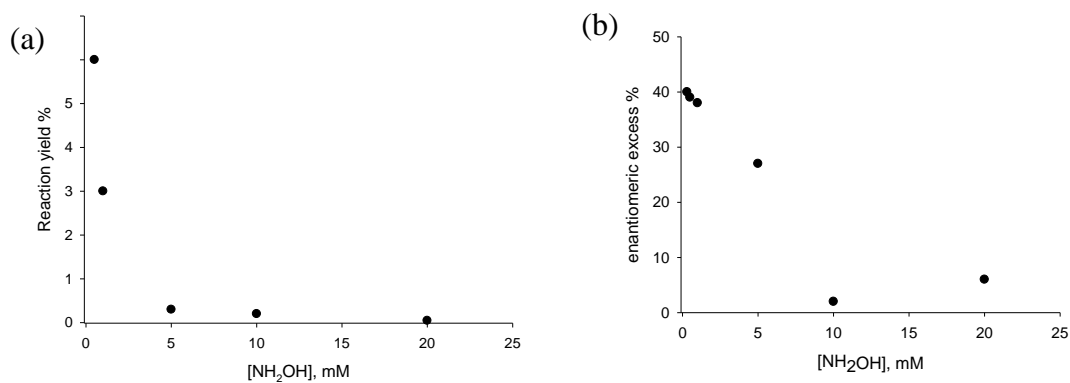 (a)
Reaction yield %
5
4
3
2
1
0
0 5 10 15 20 25
[NH₂OH], mM
(b)
enantiomeric excess %
50
40
30
20
10
0
0 5 10 15 20 25
[NH₂OH], mM